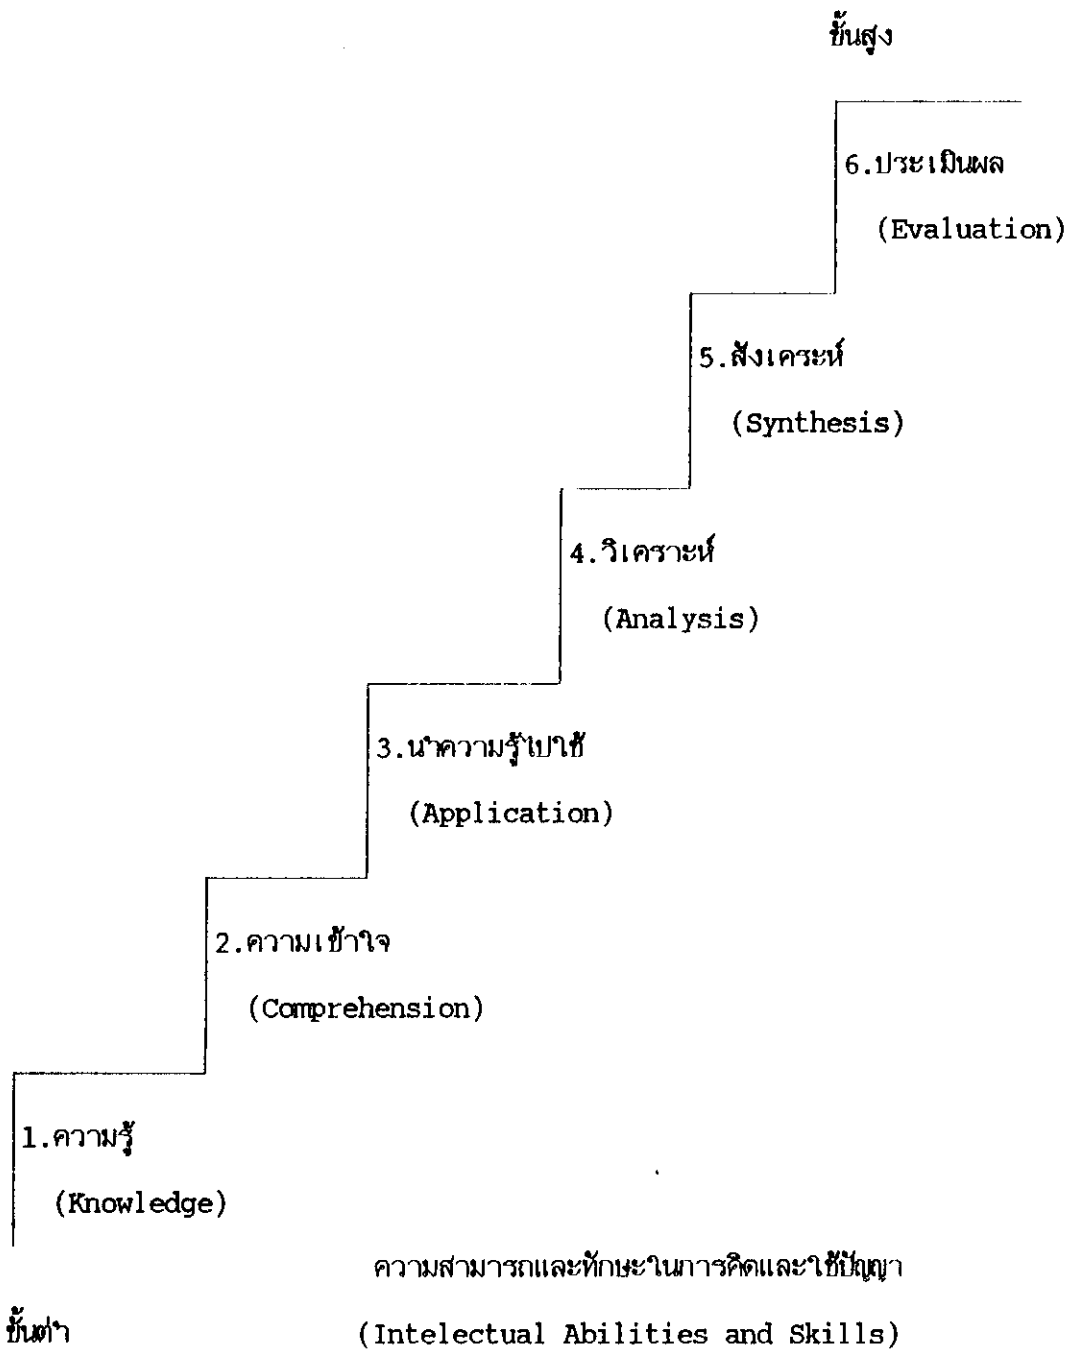 ขั้นสูง
6.ประเมินผล
(Evaluation)
5.สังเคระห์
(Synthesis)
4.วิเคราะห์
(Analysis)
3.นำความรู้ไปใช้
(Application)
2.ความเข้าใจ
(Comprehension)
1.ความรู้
(Knowledge)
ความสามารถและทักษะในการคิดและใช้ปัญญา
ขั้นต่ำ
(Intelectual Abilities and Skills)